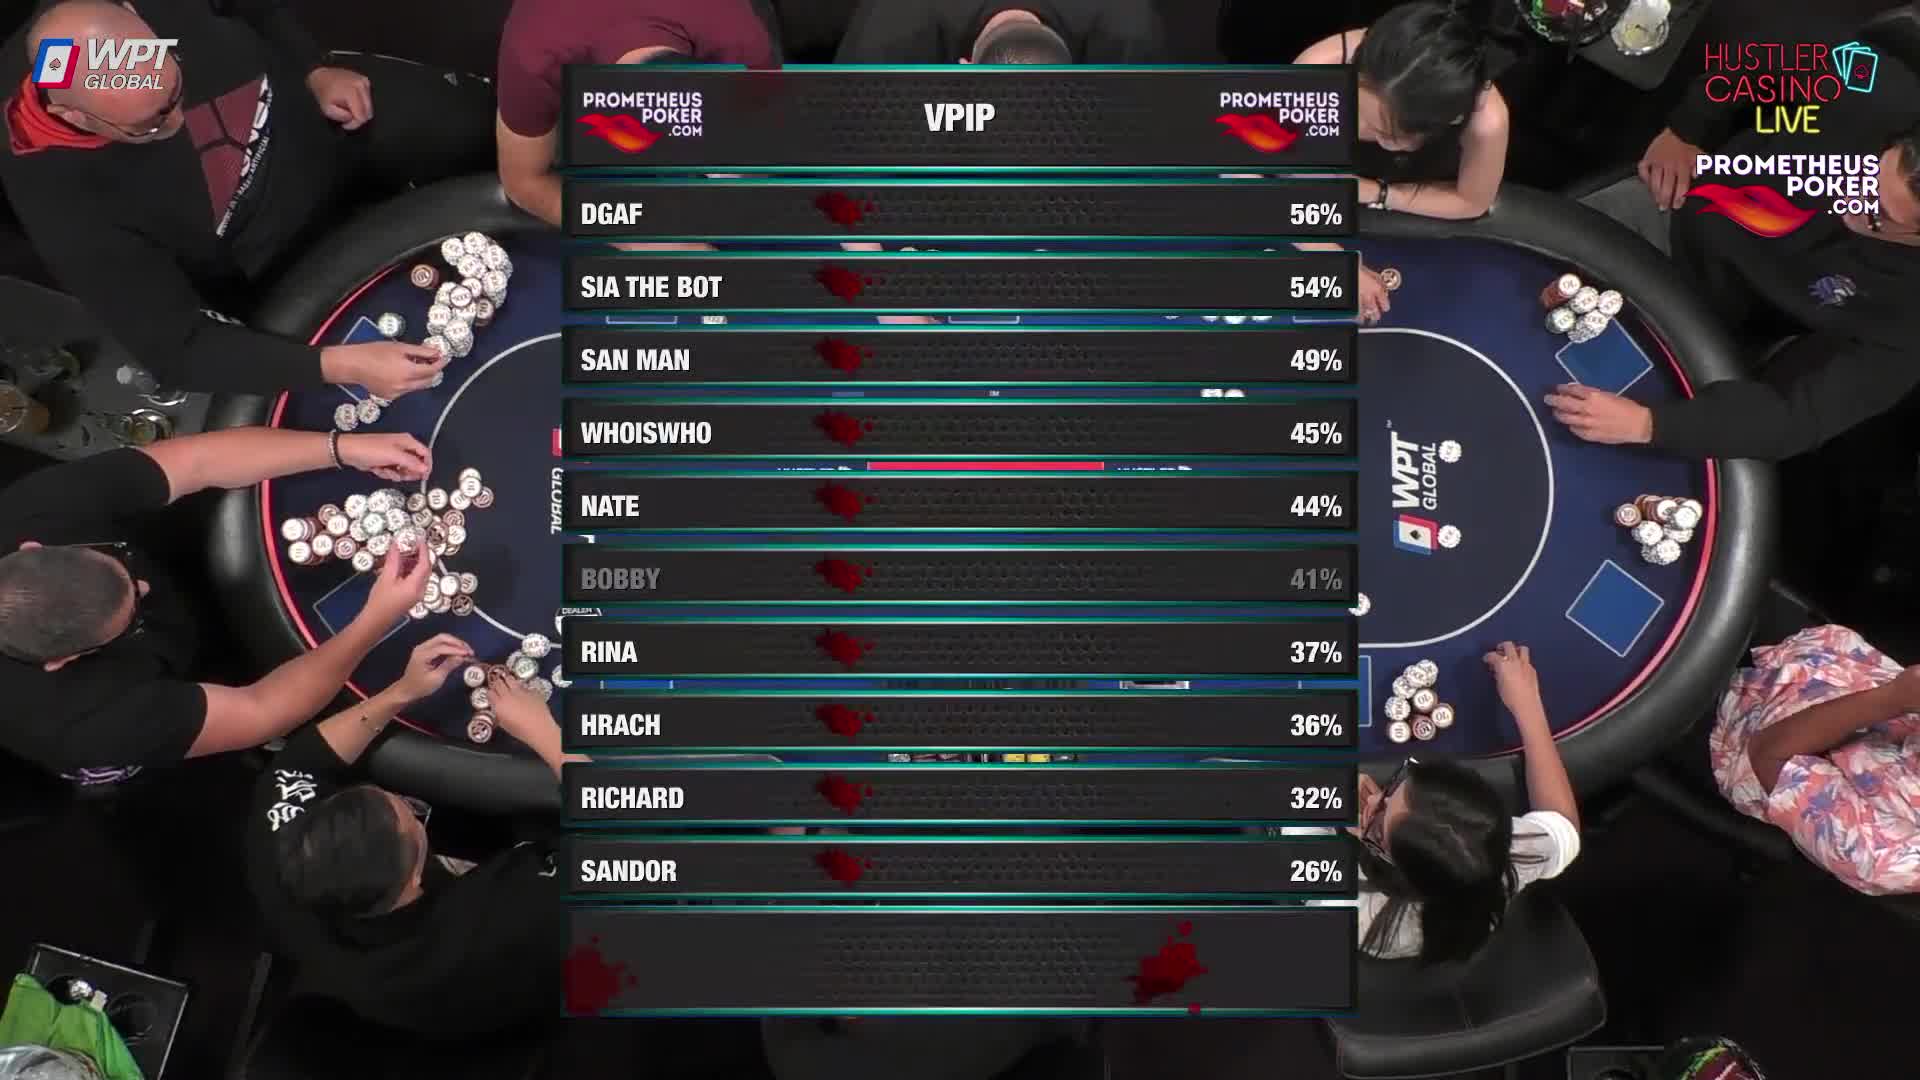 WPT
GLOBAL
HUSTLER
CASINO
LIVE
PROMETHEUS
POKER
.COM
PROMETHEUS
POKER
.COM
VPIP
PROMETHEUS
POKER
.COM
DGAF 56%
SIA THE BOT 54%
SAN MAN 49%
WHOISWHO 45%
NATE 44%
BOBBY 41%
RINA 37%
HRACH 36%
RICHARD 32%
SANDOR 26%
WPT
GLOBAL
GLOBAL
DEALER